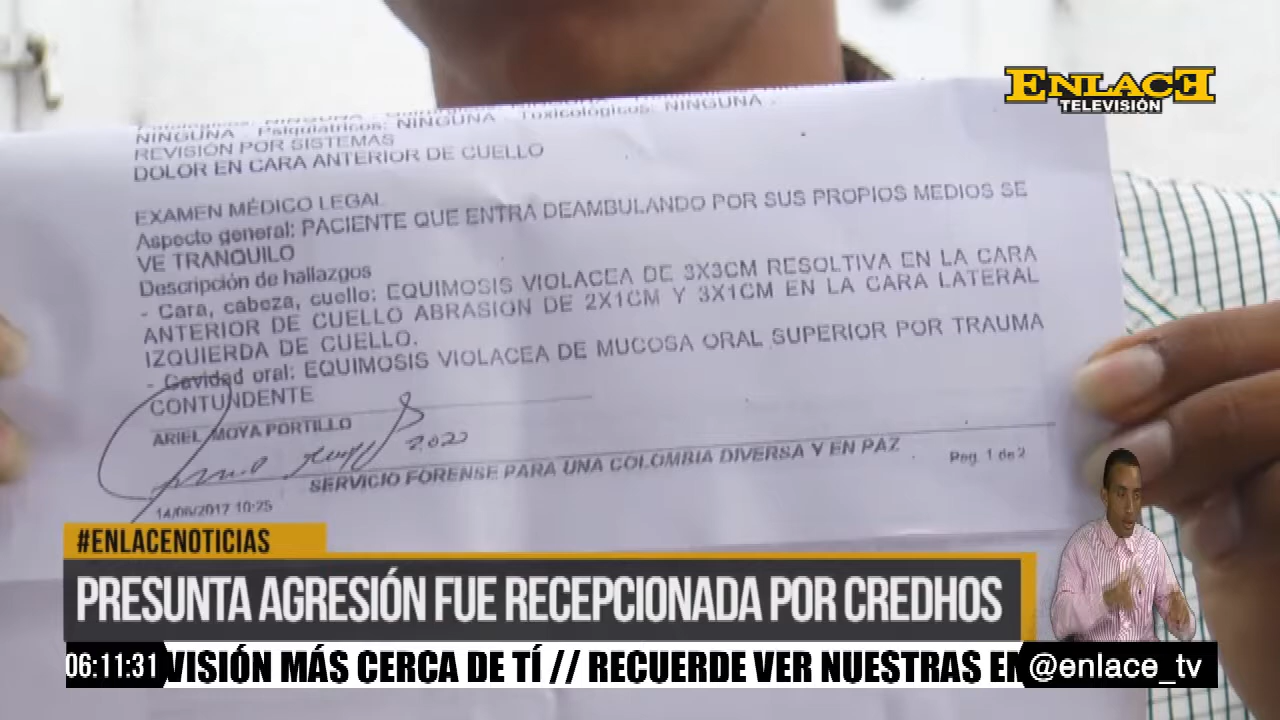 ENLACE
TELEVISIÓN
Patológicos: NINGUNA Toxicológicos: NINGUNA .
NINGUNA . Psiquiatricos: NINGUNA
REVISIÓN POR SISTEMAS
DOLOR EN CARA ANTERIOR DE CUELLO
EXAMEN MÉDICO LEGAL
Aspecto general: PACIENTE QUE ENTRA DEAMBULANDO POR SUS PROPIOS MEDIOS SE
VE TRANQUILO
Descripción de hallazgos
- Cara, cabeza, cuello: EQUIMOSIS VIOLACEA DE 3X3CM RESOLTIVA EN LA CARA
ANTERIOR DE CUELLO ABRASION DE 2X1CM Y 3X1CM EN LA CARA LATERAL
IZQUIERDA DE CUELLO.
- Cavidad oral: EQUIMOSIS VIOLACEA DE MUCOSA ORAL SUPERIOR POR TRAUMA
CONTUNDENTE
ARIEL MOYA PORTILLO
SERVICIO FORENSE PARA UNA COLOMBIA DIVERSA Y EN PAZ
Pag. 1 de 2
14/06/2017 10:25
#ENLACENOTICIAS
PRESUNTA AGRESIÓN FUE RECEPCIONADA POR CREDHOS
06:11:31 VISIÓN MÁS CERCA DE TÍ // RECUERDE VER NUESTRAS EM @enlace_tv